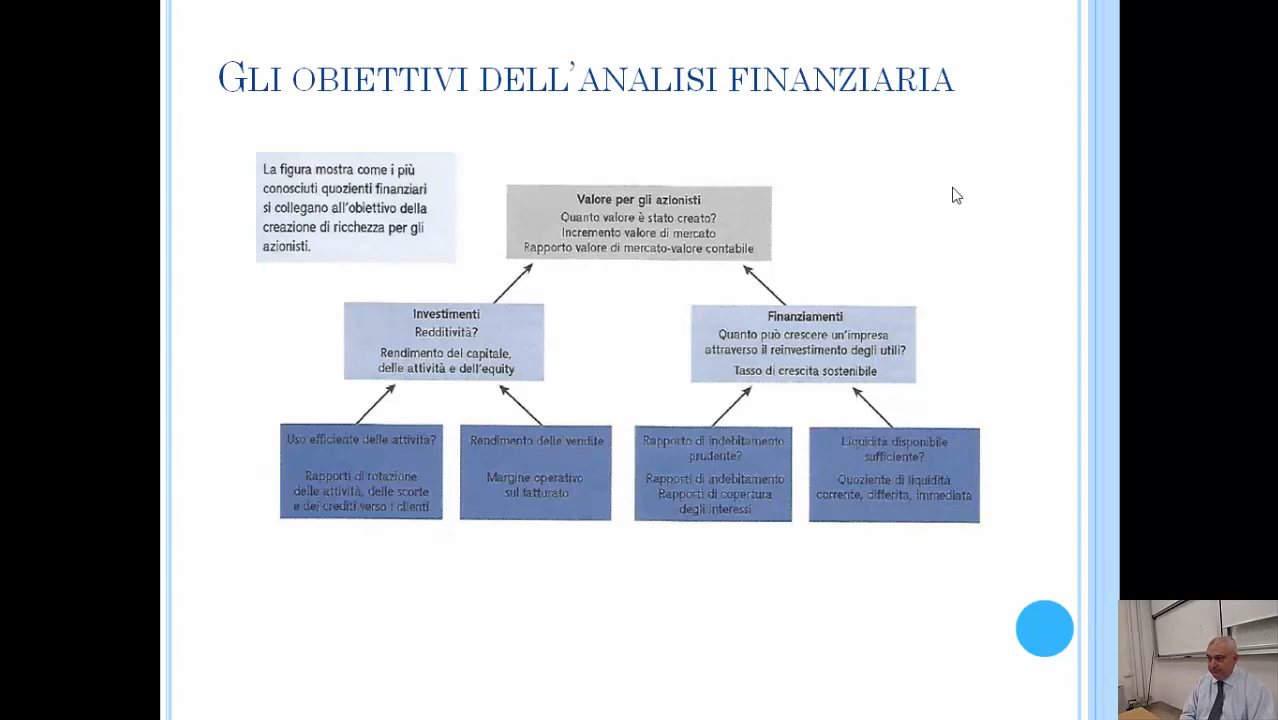 GLI OBIETTIVI DELL'ANALISI FINANZIARIA
La figura mostra come i più
conosciuti quozienti finanziari
si collegano all'obiettivo della
creazione di ricchezza per gli
azionisti.
Valore per gli azionisti
Quanto valore è stato creato?
Incremento valore di mercato
Rapporto valore di mercato-valore contabile
Investimenti
Redditività?
Rendimento del capitale,
delle attività e dell'equity
Finanziamenti
Quanto può crescere un'impresa
attraverso il reinvestimento degli utili?
Tasso di crescita sostenibile
Uso efficiente delle attività?
Rapporti di rotazione
delle attività, delle scorte
e dei crediti verso i clienti
Rendimento delle vendite
Margine operativo
sul fatturato
Rapporto di indebitamento
prudente?
Rapporti di indebitamento
Rapporti di copertura
degli interessi
Liquidità disponibile
sufficiente?
Quoziente di liquidità
corrente, differita, immediata